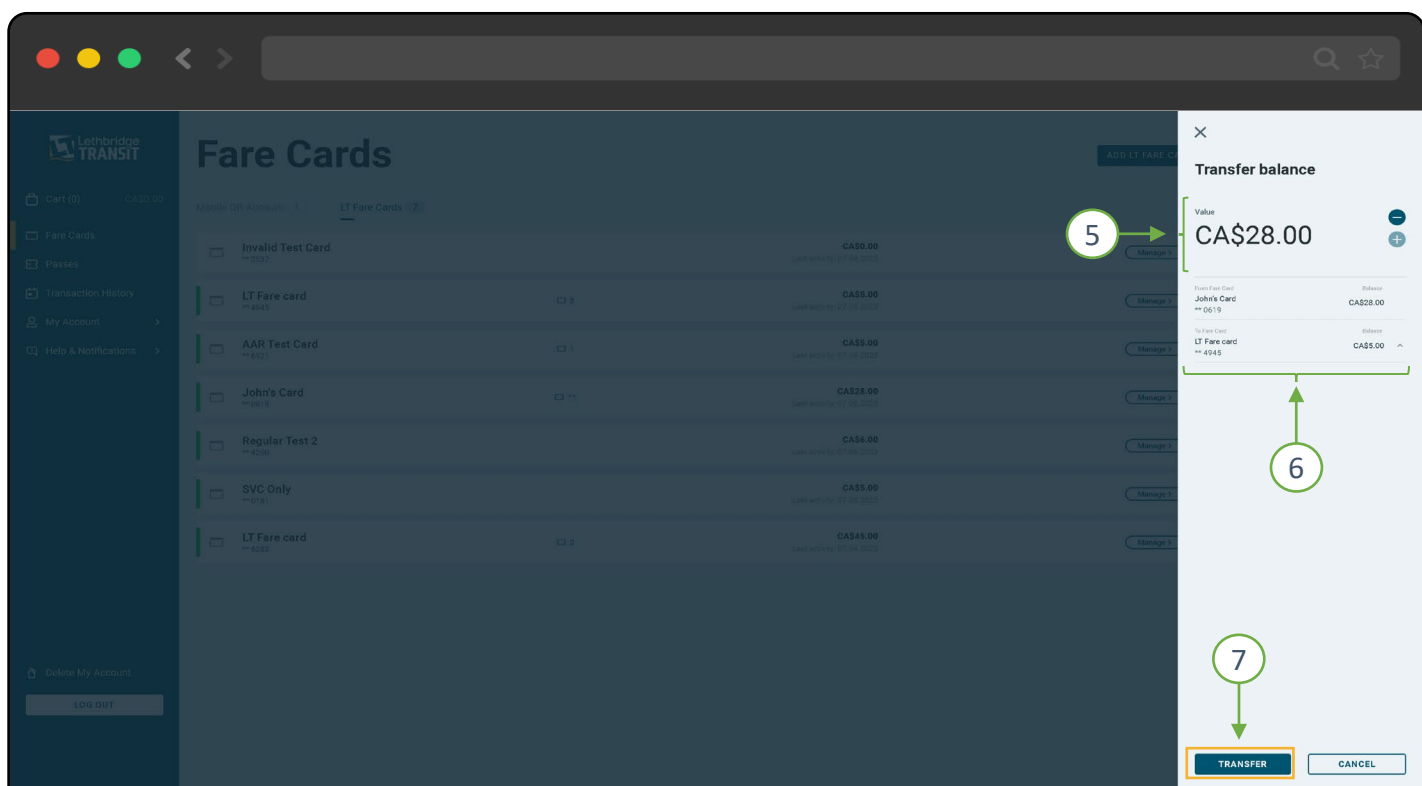 Lethbridge
TRANSIT
Cart (0) CA$0.00
Fare Cards
Passes
Transaction History
My Account
Help & Notifications
Delete My Account
LOG OUT
Fare Cards
ADD LT FARE CA
LT Fare Cards 7
Invalid Test Card CA$0.00
Manage >
LT Fare card CA$5.00
** 4945
Manage >
AAR Test Card 1 CA$5.00
Manage >
John's Card 11 CA$28.00
** 0619
Manage >
Regular Test 2 CA$6.00
Manage >
SVC Only CA$5.00
Manage >
LT Fare card 2 CA$45.00
Manage >
Transfer balance
5
Value
CA$28.00
From Fare Card Balance
John's Card CA$28.00
** 0619
To Fare Card Balance
LT Fare card CA$5.00
** 4945
6
7
TRANSFER CANCEL